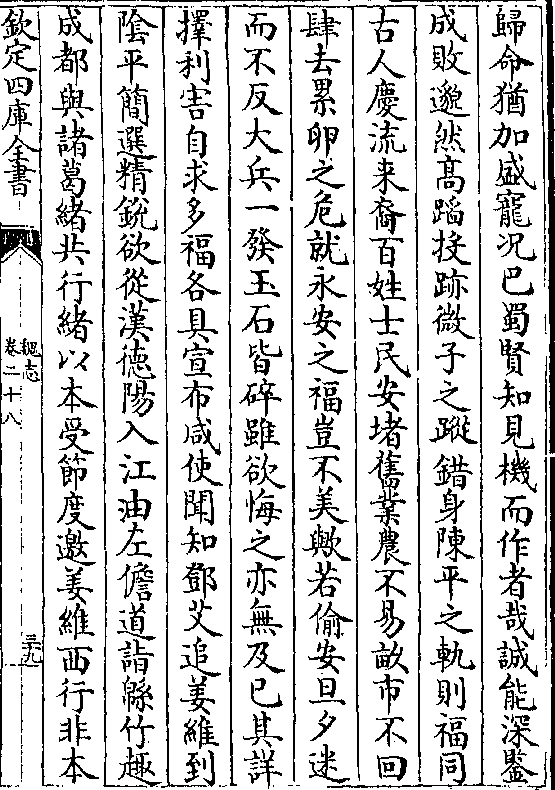 歸命猶加盛寵况巴蜀賢知見機而作者哉誠能深鑒
成敗邈然髙蹈投跡微子之蹤錯身陳平之軌則福同
古人慶流来裔百姓士民安堵舊業農不易畝市不回
肆去累卵之危就永安之福豈不美歟若偷安旦夕迷
而不反大兵一發玉石皆碎雖欲悔之亦無及已其詳
擇利害自求多福各具宣布咸使聞知鄧艾追姜維到
陰平簡選精銳欲從漢德陽入江油左儋道詣緜竹趣
成都與諸葛緒共行緒以本受節度邀姜維西行非本
欽定四庫全書
魏志
卷二十八
三十九